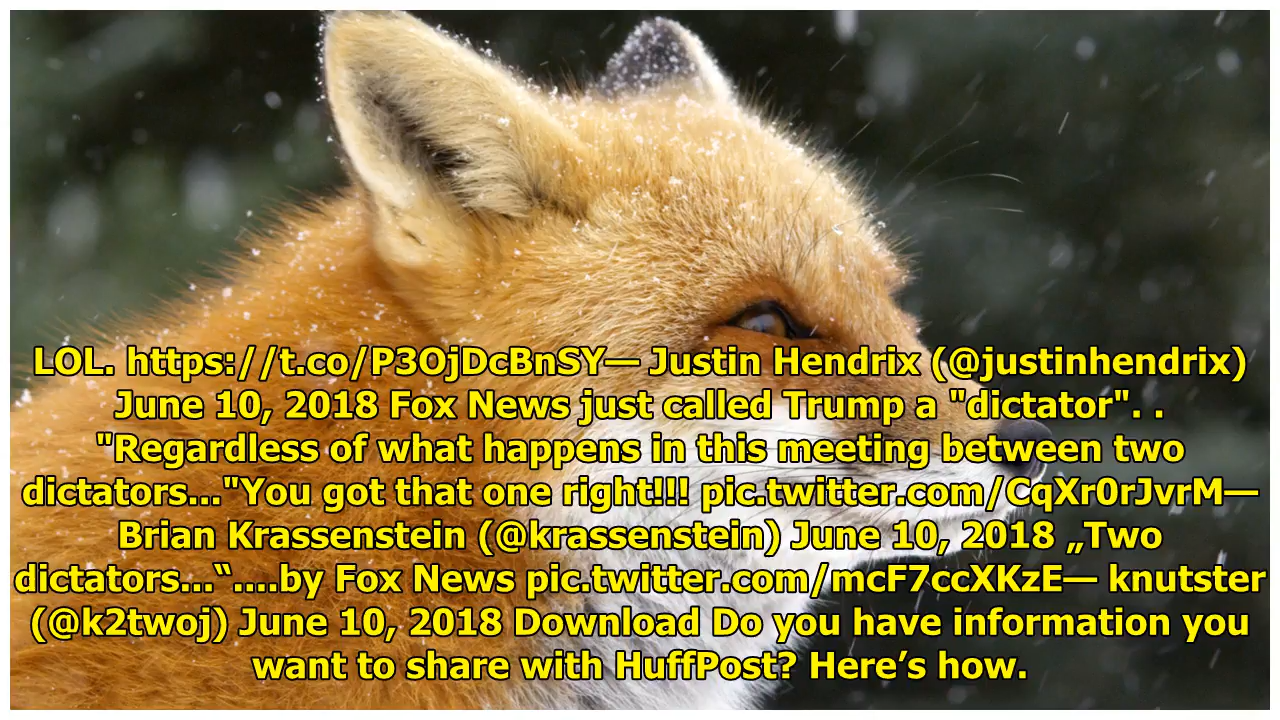 LOL. https://t.co/P3OjDcBnSY— Justin Hendrix (@justinhendrix)
June 10, 2018 Fox News just called Trump a "dictator". .
"Regardless of what happens in this meeting between two
dictators..."You got that one right!!! pic.twitter.com/CqXr0rJvrM—
Brian Krassenstein (@krassenstein) June 10, 2018 „Two
dictators...“....by Fox News pic.twitter.com/mcF7ccXKzE— knutster
(@k2twoj) June 10, 2018 Download Do you have information you
want to share with HuffPost? Here’s how.